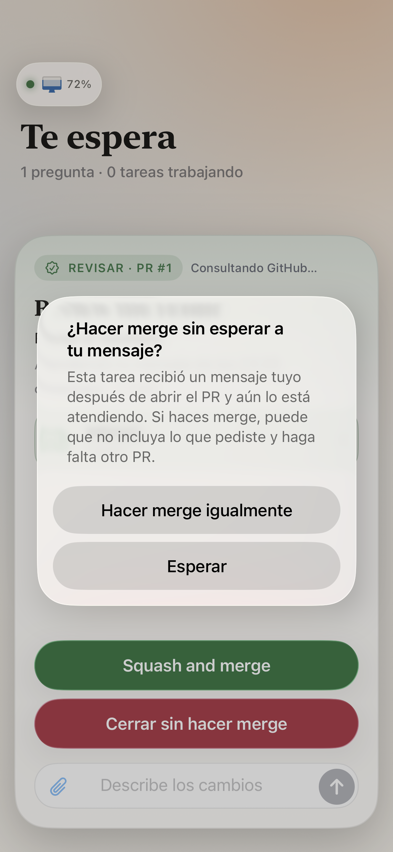 72%
Te espera
1 pregunta · 0 tareas trabajando
REVISAR · PR #1 Consultando GitHub...
¿Hacer merge sin esperar a
tu mensaje?
Esta tarea recibió un mensaje tuyo
después de abrir el PR y aún lo está
atendiendo. Si haces merge, puede
que no incluya lo que pediste y haga
falta otro PR.
Hacer merge igualmente
Esperar
Squash and merge
Cerrar sin hacer merge
Describe los cambios